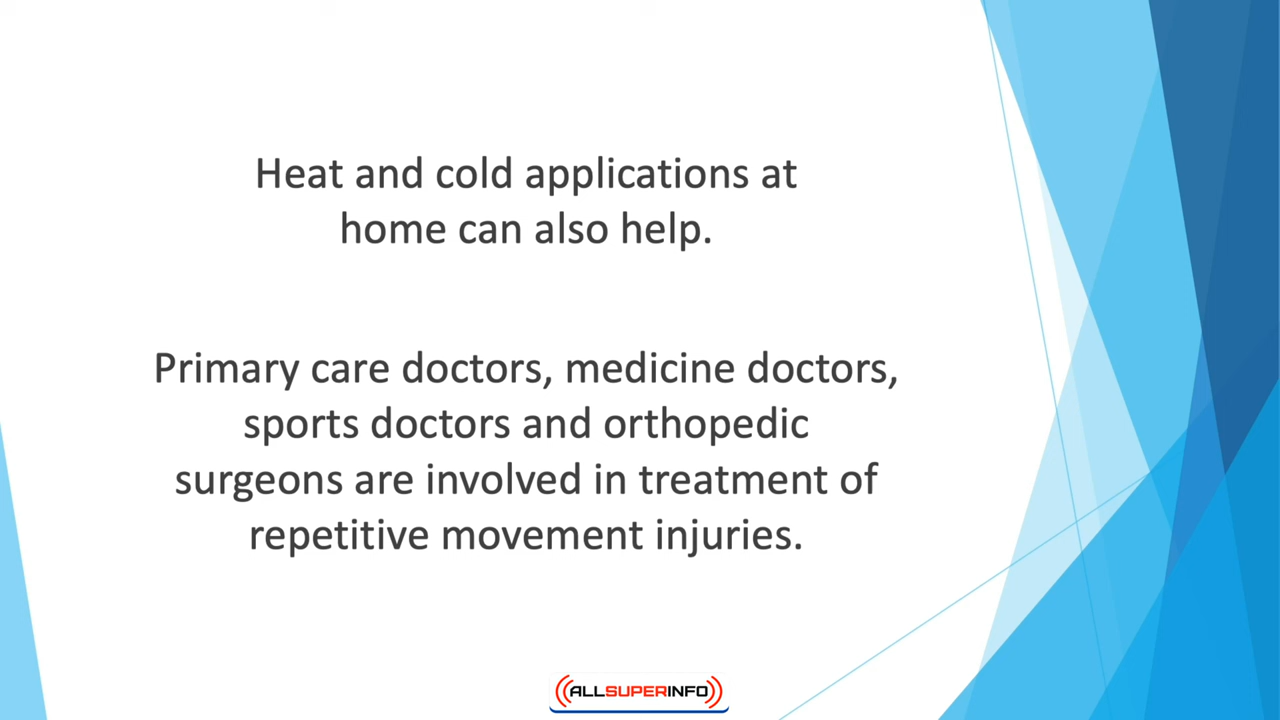 Heat and cold applications at
home can also help.
Primary care doctors, medicine doctors,
sports doctors and orthopedic
surgeons are involved in treatment of
repetitive movement injuries.
ALLSUPERINFO